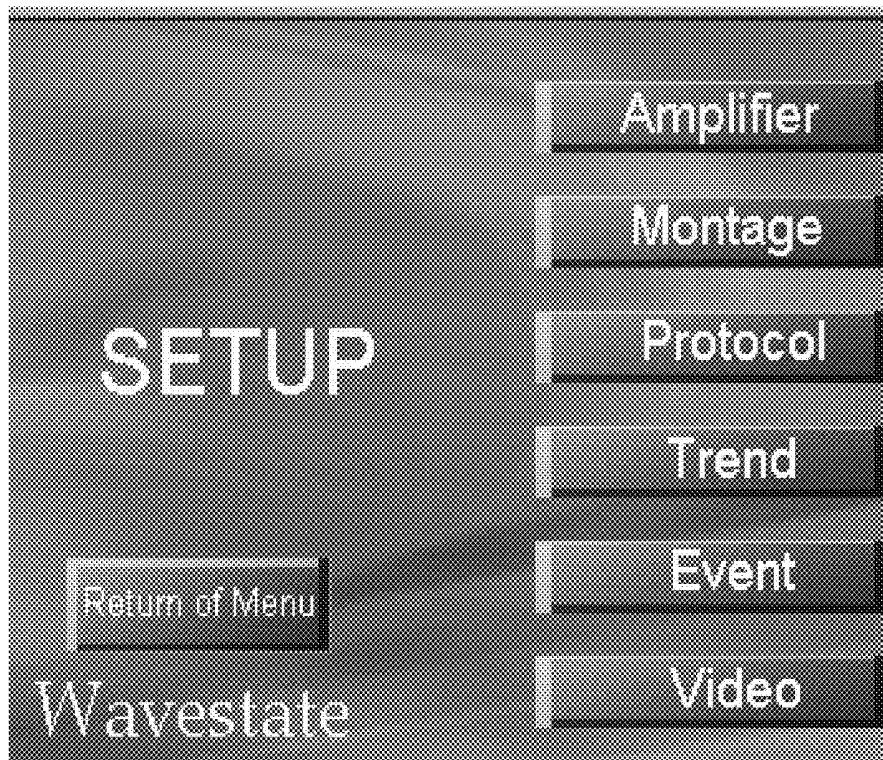 Amplifier
Montage
SETUP
Protocol
Trend
Event
Return of Menu
Video
Wavestate